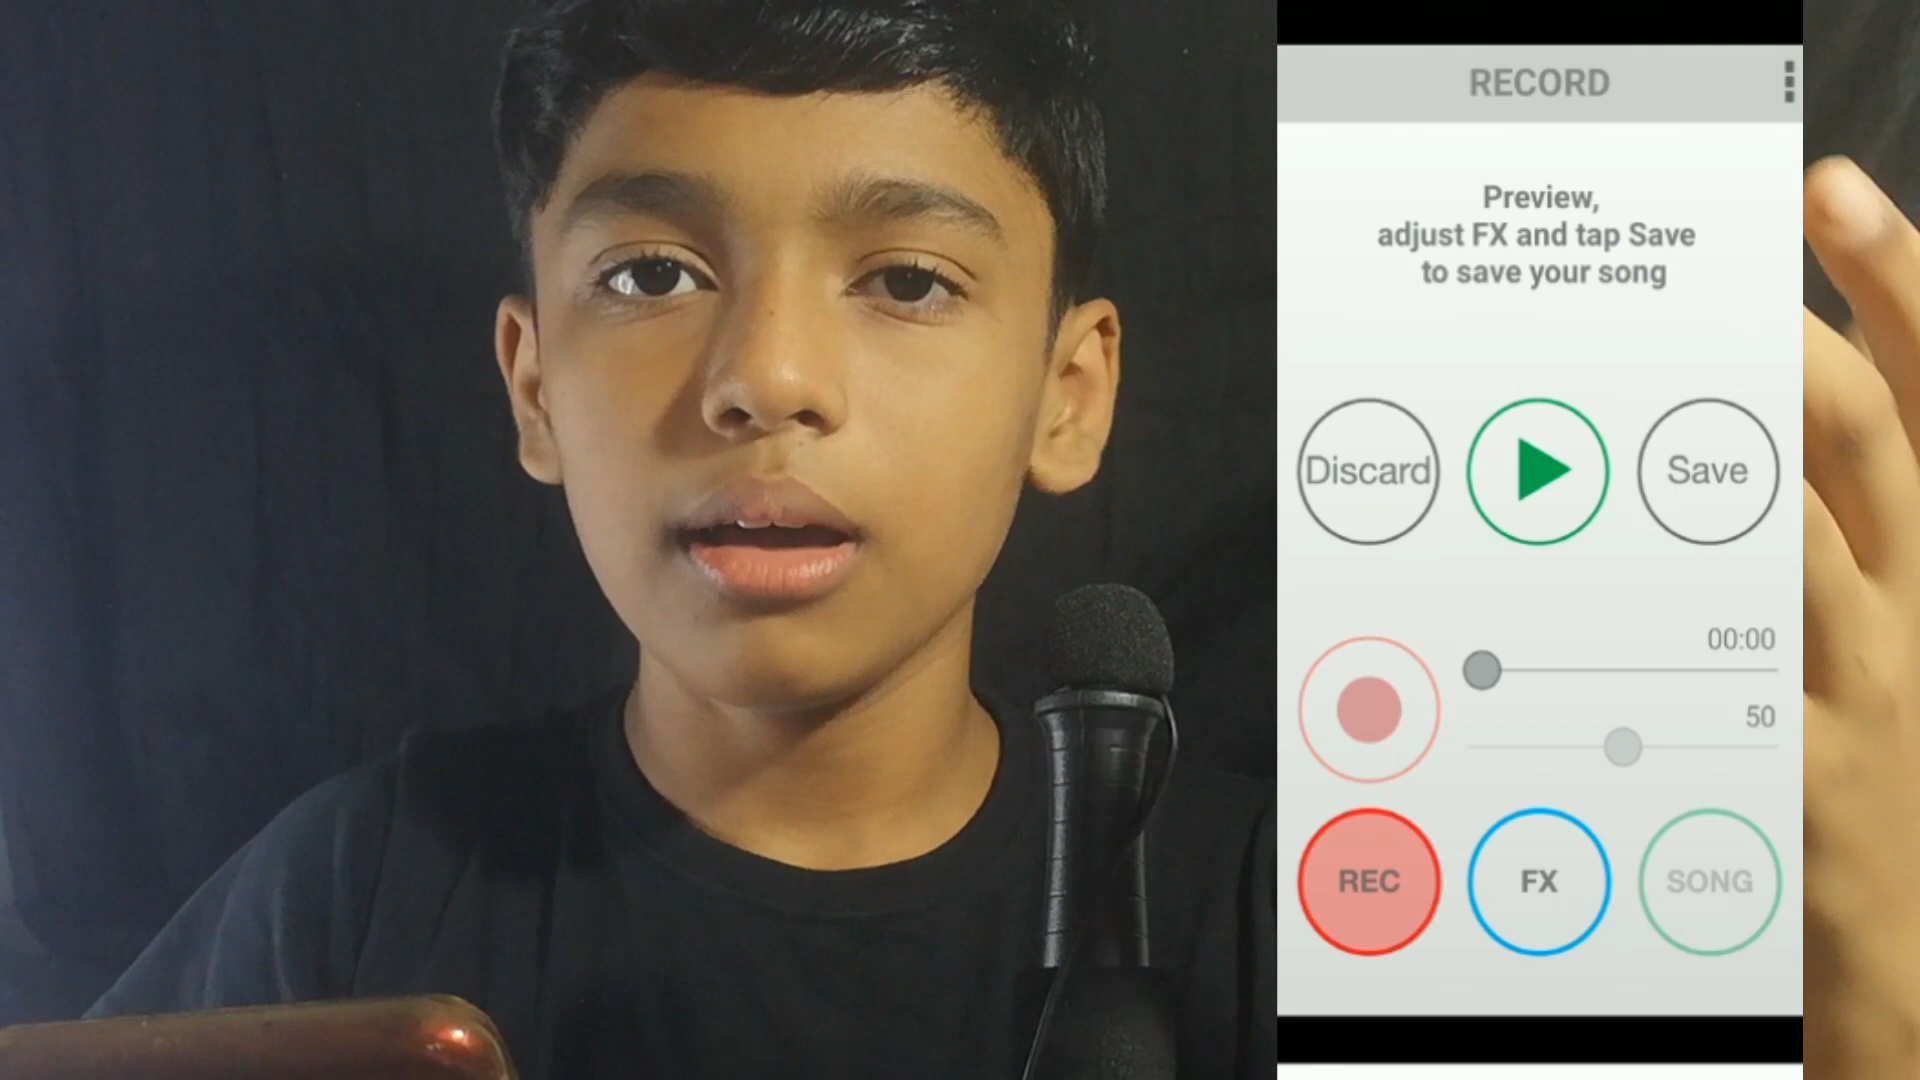 RECORD
Preview,
adjust FX and tap Save
to save your song
Discard
Save
00:00
50
REC
FX
SONG